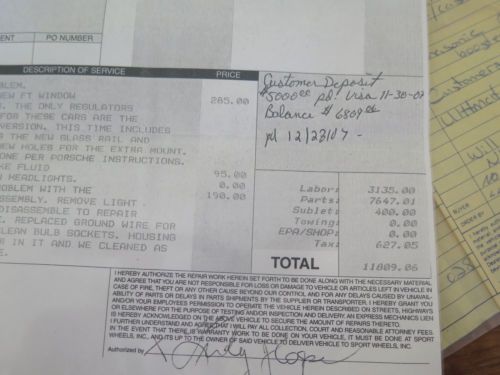 ENT
PO NUMBER
DESCRIPTION OF SERVICE
PRICE
BLEM.
NEW FT WINDOW 285.00
. THE ONLY REGULATORS
FOR THESE CARS ARE THE
VERSION. THIS TIME INCLUDES
THE NEW GLASS RAIL AND
NEW HOLES FOR THE EXTRA MOUNT.
ONE PER PORSCHE INSTRUCTIONS.
KE FLUID 95.00
HEADLIGHTS. 0.00
ROBLEM WITH THE 190.00
ASSEMBLY. REMOVE LIGHT
DISASSEMBLE TO REPAIR
E. REPLACED GROUND WIRE FOR
LEAN BULB SOCKETS. HOUSING
R IN IT AND WE CLEANED AS
E.
Customer Deposit
$5000.00 pd. Visa 11-30-07
Balance $ 6809.06
pd 12/23/07 -
Labor: 3135.00
Parts: 7647.01
Sublet: 400.00
Towing: 0.00
EPA/SHOP: 0.00
Tax: 627.05
TOTAL 11809.06
I HEREBY AUTHORIZE THE REPAIR WORK HEREIN SET FORTH TO BE DONE ALONG WITH THE NECESSARY MATERIAL
AND AGREE THAT YOU ARE NOT RESPONSIBLE FOR LOSS OR DAMAGE TO VEHICLE OR ARTICLES LEFT IN VEHICLE IN
CASE OF FIRE, THEFT OR ANY OTHER CAUSE BEYOND OUR CONTROL AND FOR ANY DELAYS CAUSED BY UNAVAIL-
ABILITY OF PARTS OR DELAYS IN PARTS SHIPMENTS BY THE SUPPLIER OR TRANSPORTER. I HEREBY GRANT YOU
AND/OR YOUR EMPLOYEES PERMISSION TO OPERATE THE VEHICLE HEREIN DESCRIBED ON STREETS, HIGHWAYS
OR ELSEWHERE FOR THE PURPOSE OF TESTING AND/OR INSPECTION AND DELIVERY. AN EXPRESS MECHANICS LIEN
IS HEREBY ACKNOWLEDGED ON THE ABOVE VEHICLE TO SECURE THE AMOUNT OF REPAIRS THERETO.
I FURTHER UNDERSTAND AND AGREE THAT I WILL PAY ALL COLLECTION, COURT AND REASONABLE ATTORNEY FEES
IN THE EVENT THAT THERE IS WARRANTY WORK TO BE DONE ON YOUR VEHICLE, IT MUST BE DONE AT SPORT
WHEELS, INC., AND ITS UP TO THE OWNER OF SAID VEHICLE TO DELIVER VEHICLE TO SPORT WHEELS, INC.
Authorized by
Customer
Will